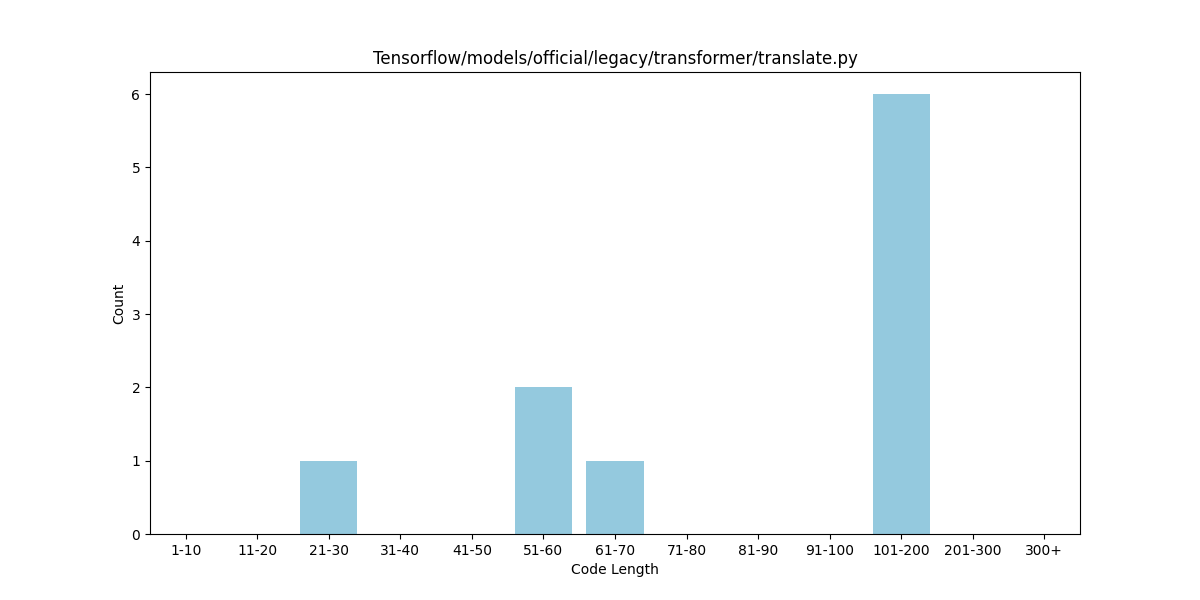 Tensorflow/models/official/legacy/transformer/translate.py
6
5
4
3
2
1
0
Count
1-10 11-20 21-30 31-40 41-50 51-60 61-70 71-80 81-90 91-100 101-200 201-300 300+
Code Length